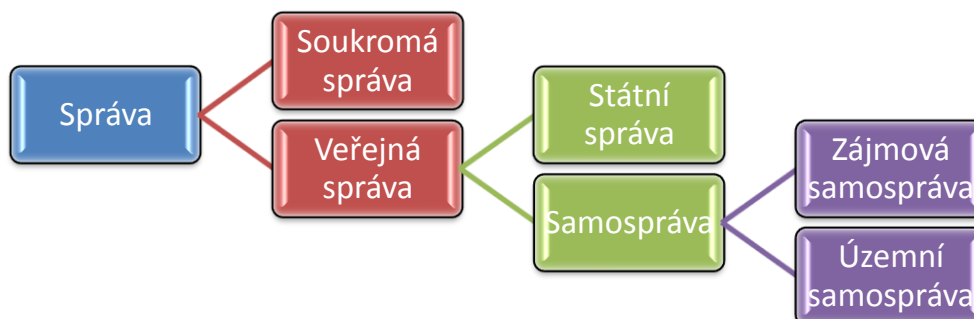 Správa
Soukromá
správa
Veřejná
správa
Státní
správa
Samospráva
Zájmová
samospráva
Územní
samospráva